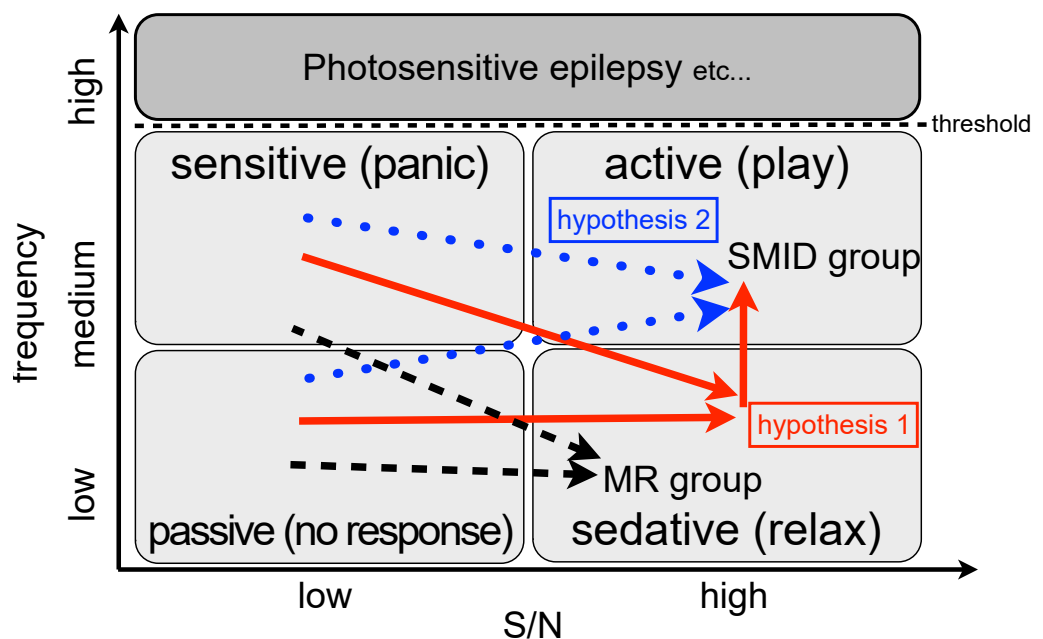 Photosensitive epilepsy etc...
threshold
high
sensitive (panic)
active (play)
hypothesis 2
SMID group
medium
frequency
hypothesis 1
MR group
low
passive (no response)
sedative (relax)
low
high
S/N